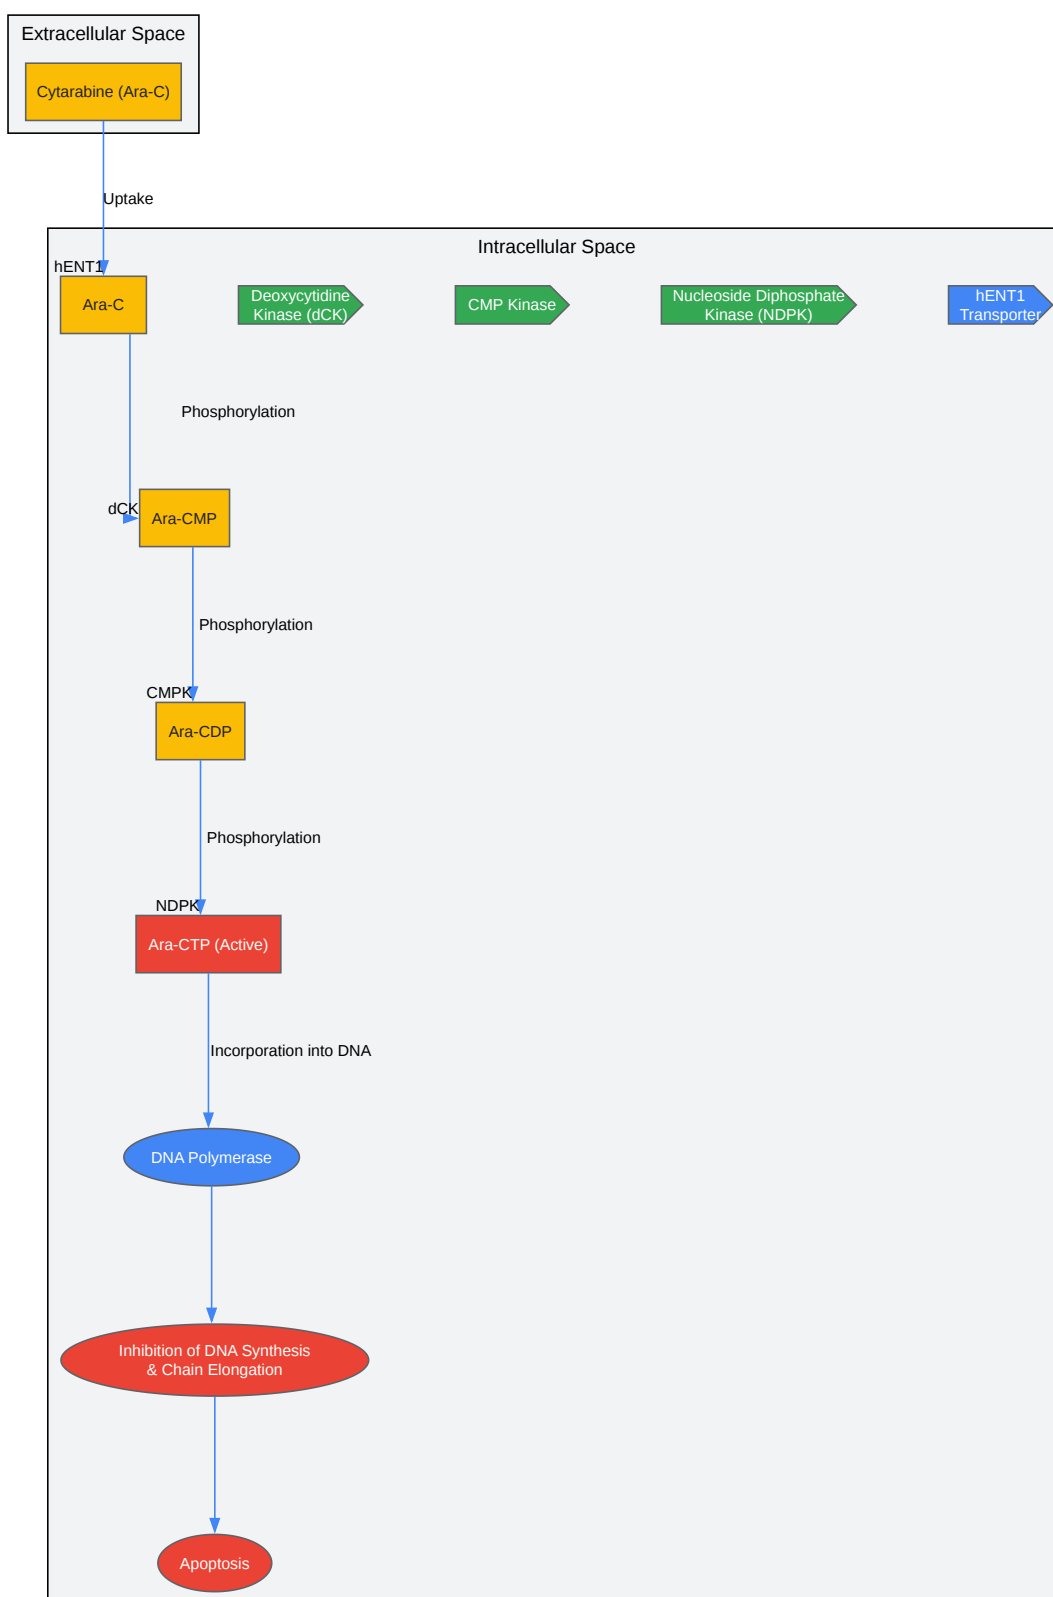 Extracellular Space
Cytarabine (Ara-C)
Uptake
Intracellular Space
hENT1
Ara-C
Deoxycytidine
Kinase (dCK)
CMP Kinase
Nucleoside Diphosphate
Kinase (NDPK)
hENT1
Transporter
Phosphorylation
dCK
Ara-CMP
Phosphorylation
CMPK
Ara-CDP
Phosphorylation
NDPK
Ara-CTP (Active)
Incorporation into DNA
DNA Polymerase
Inhibition of DNA Synthesis
& Chain Elongation
Apoptosis